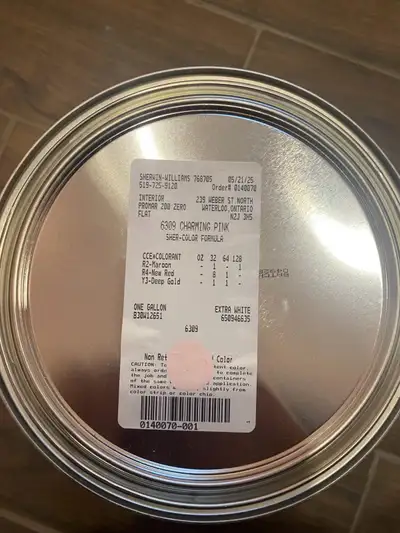 SHERWIN-WILLIAMS 768705 05/21/25
519-725-9120 Order# 0140070
INTERIOR 235 WEBER ST NORTH
PROMAR 200 ZERO WATERLOO,ONTARIO
FLAT N2J 3H5
6309 CHARMING PINK
SHER-COLOR FORMULA
CCE*COLORANT OZ 32 64 128
R2-Maroon - 1 - 1
R4-New Red - 8 1 -
Y3-Deep Gold - 1 1 -
ONE GALLON EXTRA WHITE
B30W12651 650946635
6309
Non Color
CAUTION: To
always to complete
the job and containers
of the same application
Mixed colors slightly from
color strip or color chip.
0140070-001